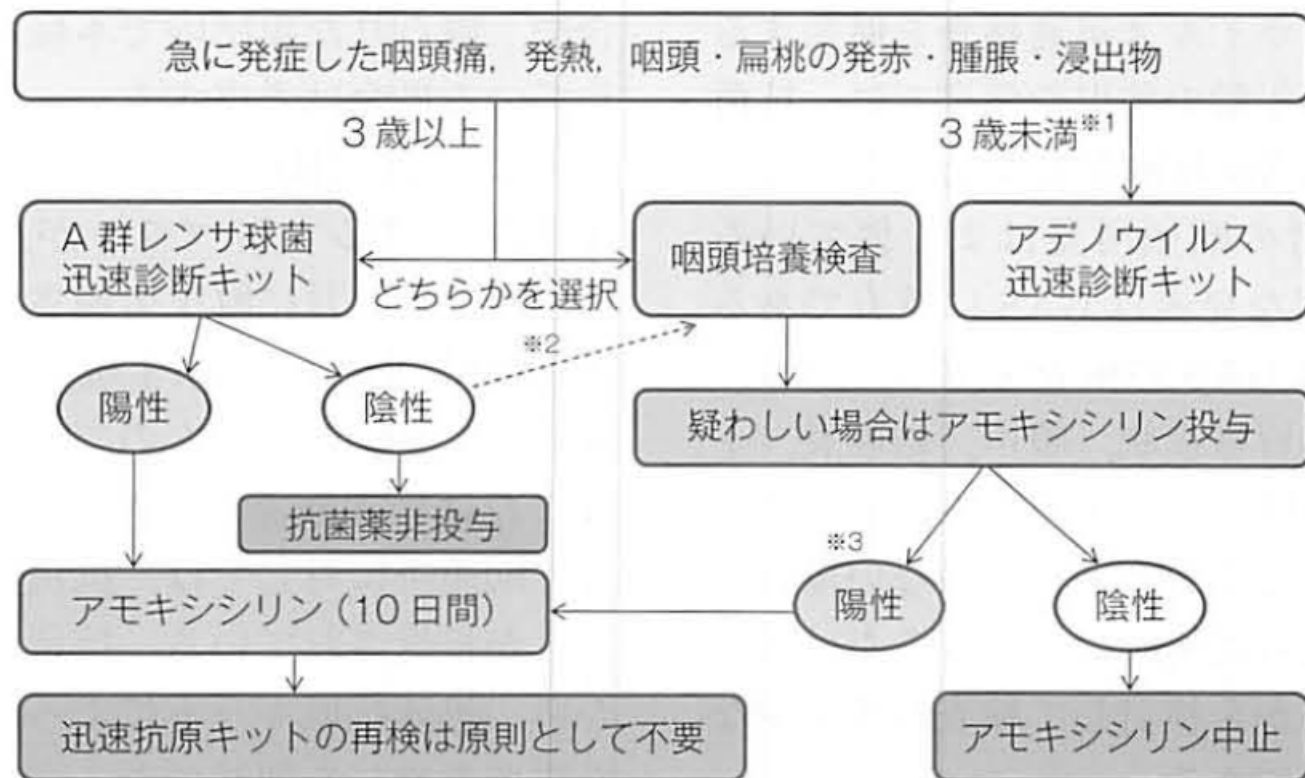 急に発症した咽頭痛，発熱，咽頭・扁桃の発赤・腫脹・浸出物
3歳以上
3歳未満※1
A群レンサ球菌
迅速診断キット
どちらかを選択
咽頭培養検査
アデノウイルス
迅速診断キット
※2
陽性
陰性
疑わしい場合はアモキシシリン投与
抗菌薬非投与
※3
陽性
陰性
アモキシシリン（10日間）
迅速抗原キットの再検は原則として不要
アモキシシリン中止